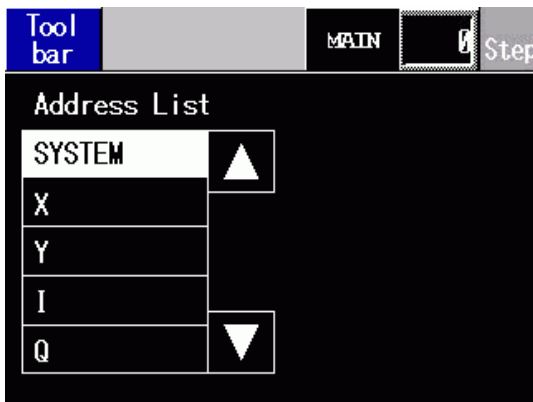 Tool
bar
MAIN 0 Step
Address List
SYSTEM
X
Y
I
Q